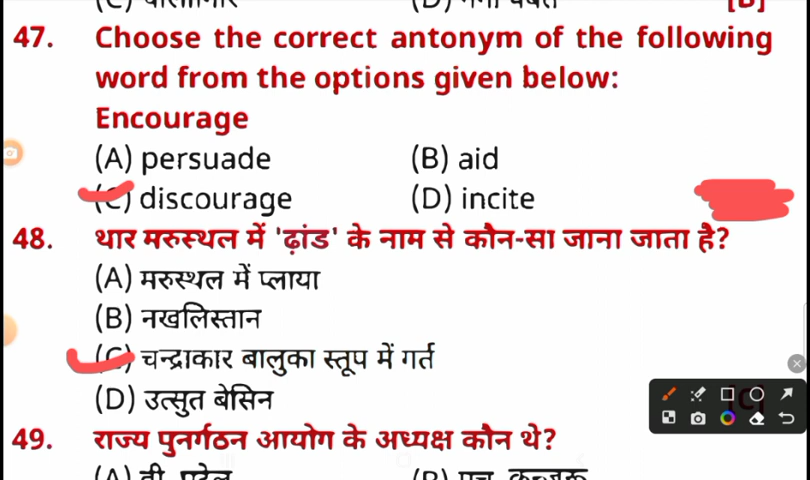 [D]
47. Choose the correct antonym of the following
word from the options given below:
Encourage
(A) persuade (B) aid
(C) discourage (D) incite
48. थार मरुस्थल में 'ढ़ांड' के नाम से कौन-सा जाना जाता है?
(A) मरुस्थल में प्लाया
(B) नखलिस्तान
(C) चन्द्राकार बालुका स्तूप में गर्त
(D) उत्सुत बेसिन [C]
49. राज्य पुनर्गठन आयोग के अध्यक्ष कौन थे?